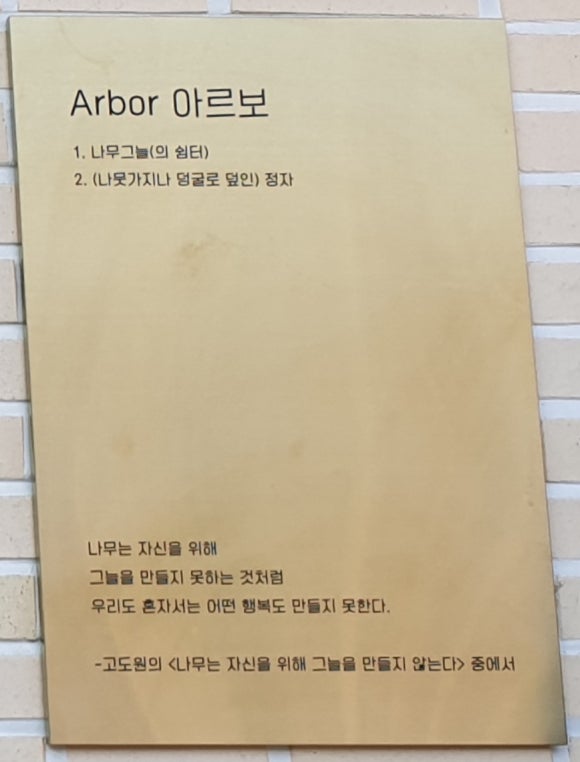 Arbor 아르보
1. 나무그늘(의 쉼터)
2. (나뭇가지나 덩굴로 덮인) 정자
나무는 자신을 위해
그늘을 만들지 못하는 것처럼
우리도 혼자서는 어떤 행복도 만들지 못한다.
-고도원의 <나무는 자신을 위해 그늘을 만들지 않는다> 중에서